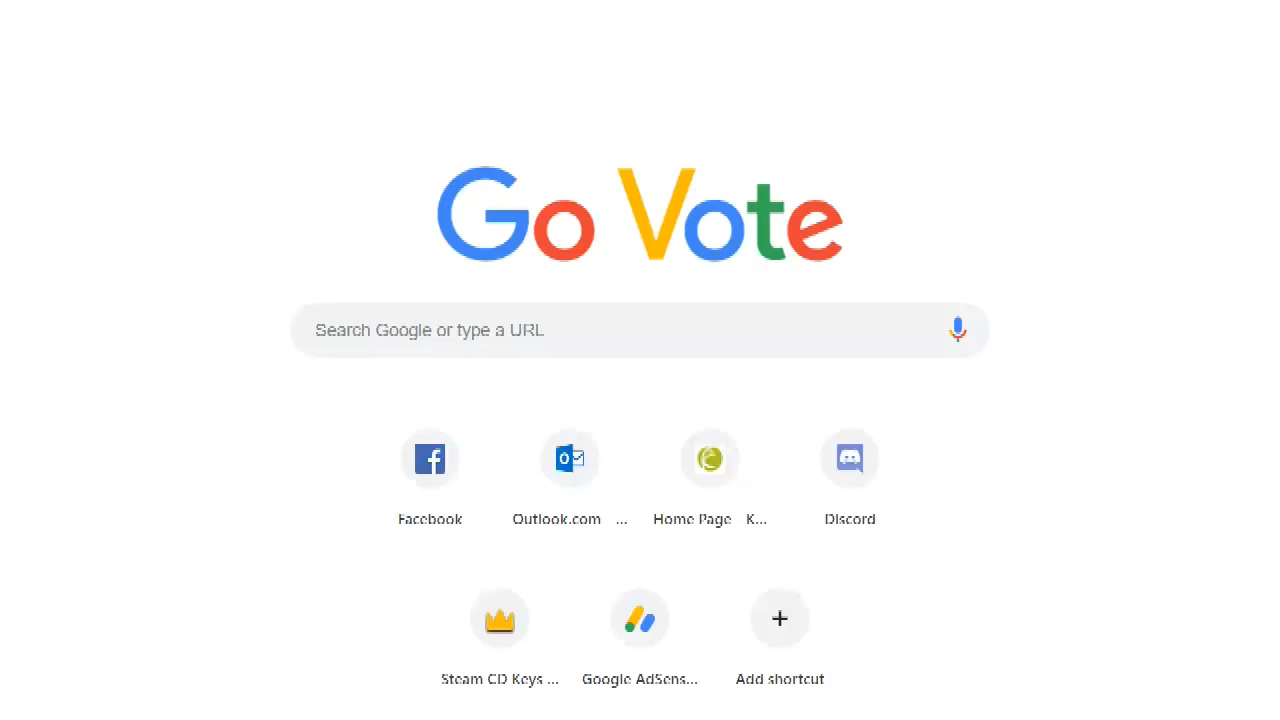 Go Vote
Search Google or type a URL
Facebook
Outlook.com ...
Home Page K...
Discord
Steam CD Keys ...
Google AdSens...
Add shortcut